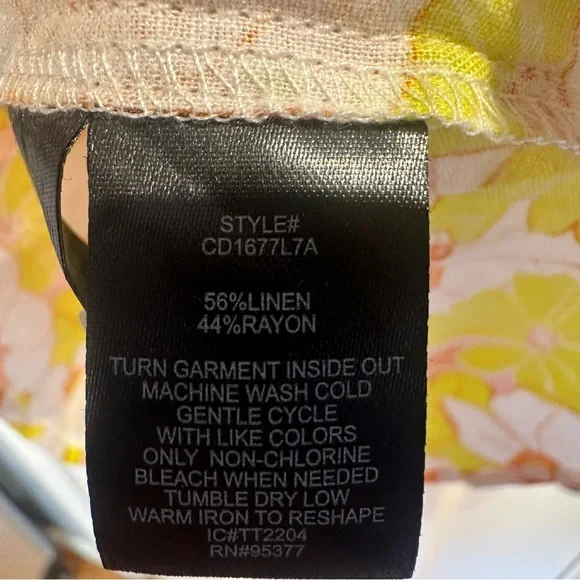 STYLE#
CD1677L7A
56%LINEN
44%RAYON
TURN GARMENT INSIDE OUT
MACHINE WASH COLD
GENTLE CYCLE
WITH LIKE COLORS
ONLY NON-CHLORINE
BLEACH WHEN NEEDED
TUMBLE DRY LOW
WARM IRON TO RESHAPE
IC#TT2204
RN#95377